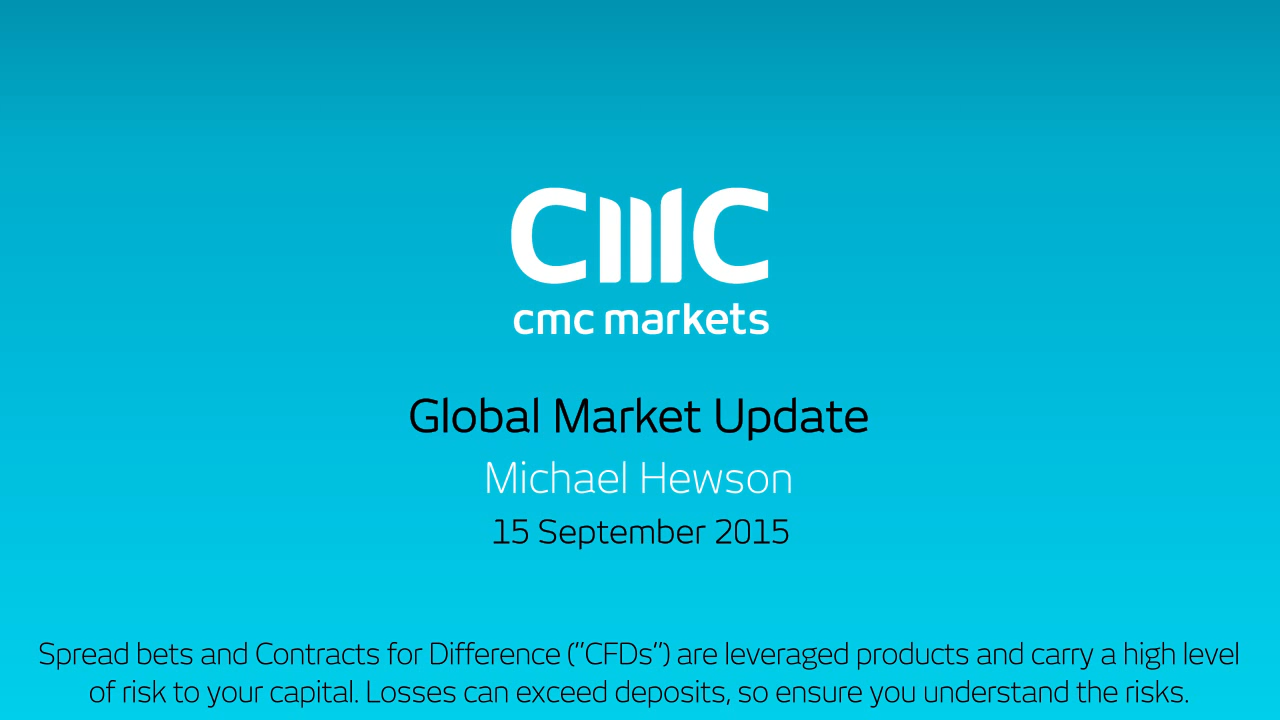 CMC
cmc markets
Global Market Update
Michael Hewson
15 September 2015
Spread bets and Contracts for Difference (“CFDs”) are leveraged products and carry a high level
of risk to your capital. Losses can exceed deposits, so ensure you understand the risks.